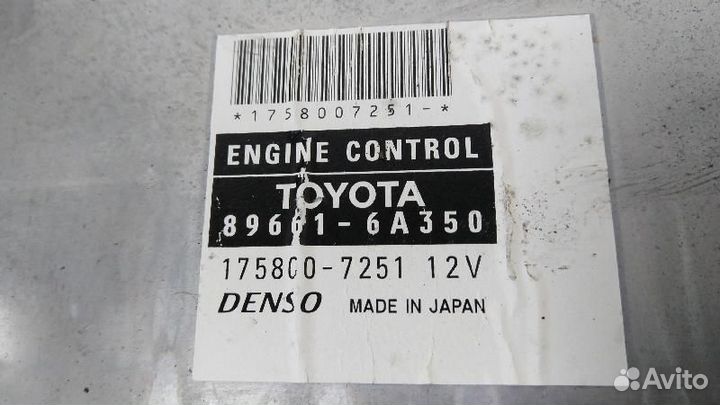 *1758007251-*
ENGINE CONTROL
TOYOTA
89661-6A350
175800-7251 12V
DENSO MADE IN JAPAN
Avito